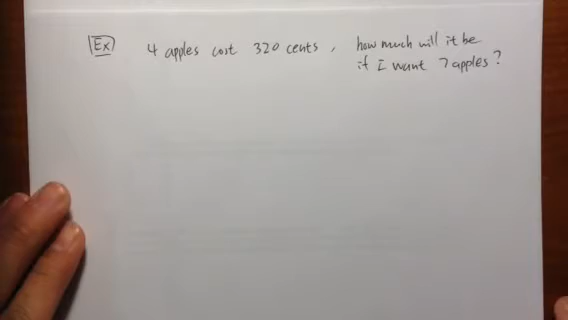 Ex 4 apples cost 320 cents, how much will it be
if I want 7 apples?